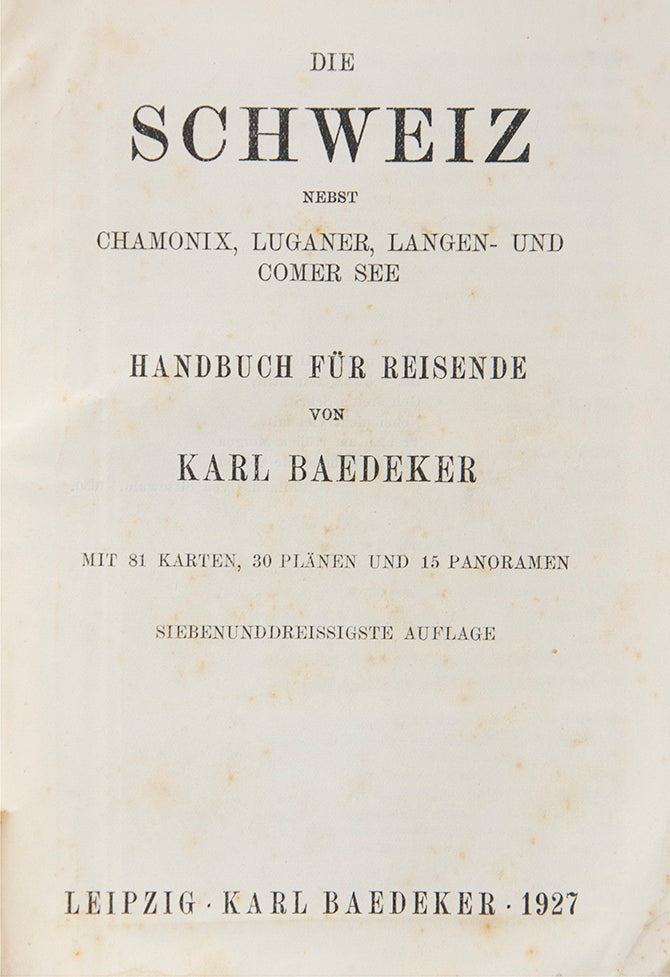 DIE
SCHWEIZ
NEBST
CHAMONIX, LUGANER, LANGEN- UND
COMER SEE
HANDBUCH FÜR REISENDE
VON
KARL BAEDEKER
MIT 81 KARTEN, 30 PLÄNEN UND 15 PANORAMEN
SIEBENUNDDREISSIGSTE AUFLAGE
LEIPZIG · KARL BAEDEKER · 1927